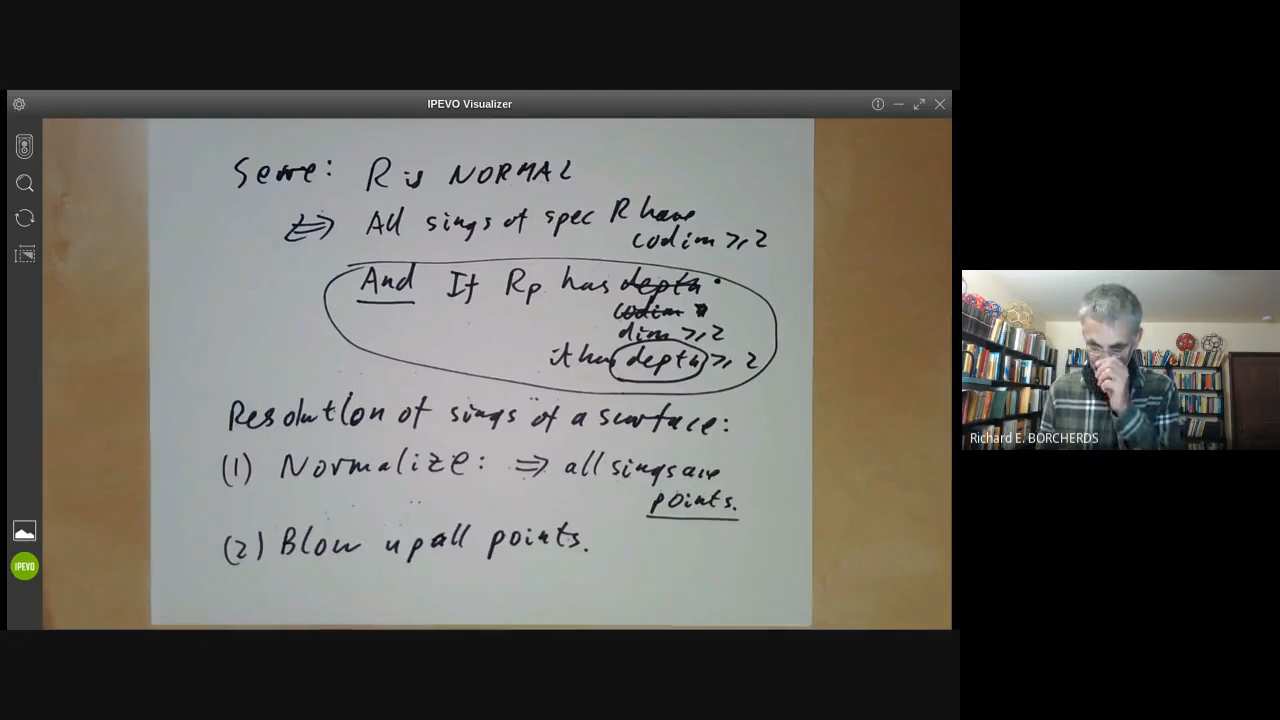 IPEVO Visualizer
Serre: R is NORMAL
⇔ All sings of spec R have
codim ⩾ 2
And If Rp has depth
codim
dim ⩾ 2
it has depth ⩾ 2
Resolution of sings of a surface:
(1) Normalize: ⇒ all sings are
points.
(2) Blow up all points.
IPEVO
Richard E. BORCHERDS